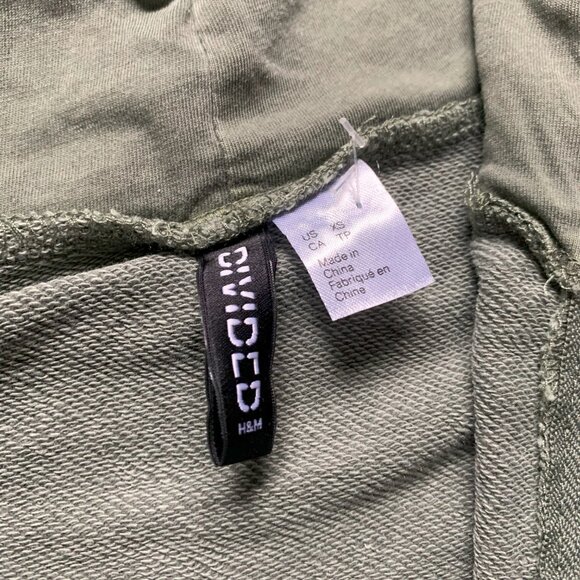 DIVIDED
H&M
US XS
CA TP
Made in
China
Fabriqué en
Chine